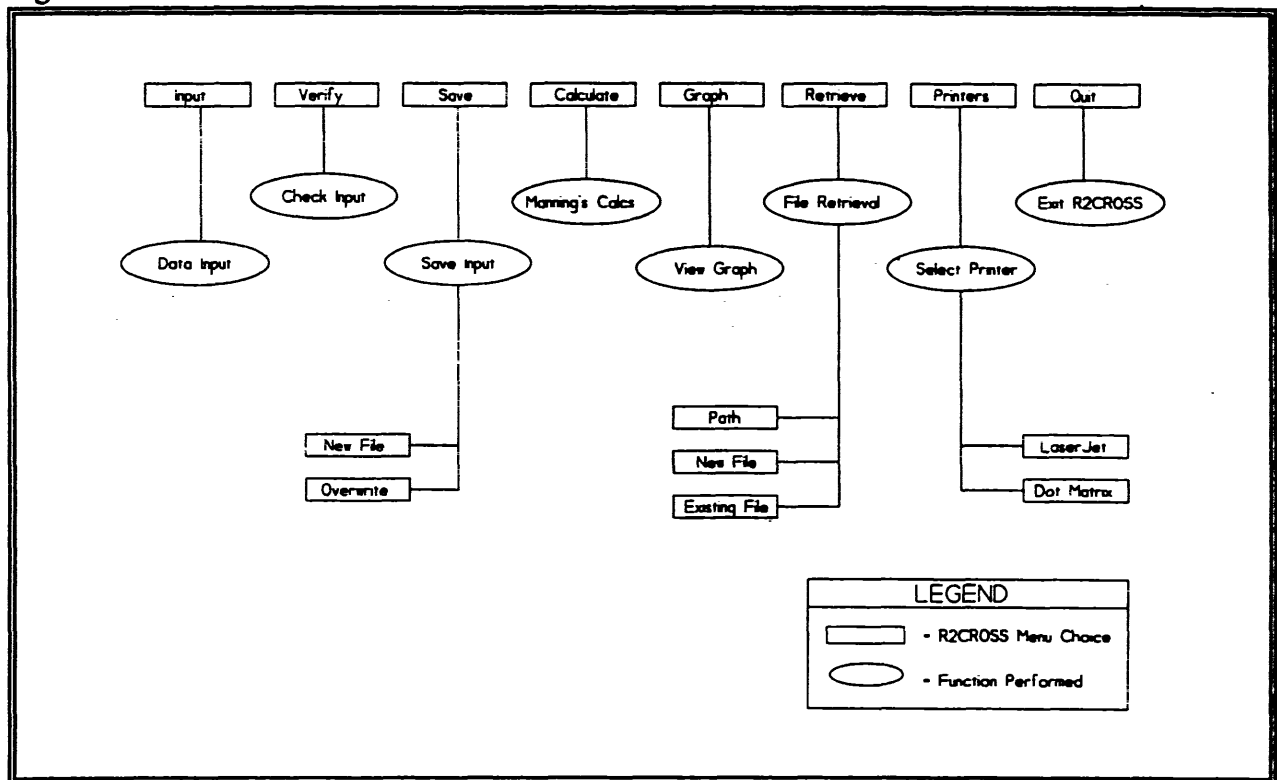 input Verify Save Calculate Graph Retrieve Printers Quit
Check Input Manning's Calcs File Retrieval Exit R2CROSS
Data Input Save Input View Graph Select Printer
Path
New File LaserJet
New File
Overwrite Dot Matrix
Existing File
LEGEND
- R2CROSS Menu Choice
- Function Performed